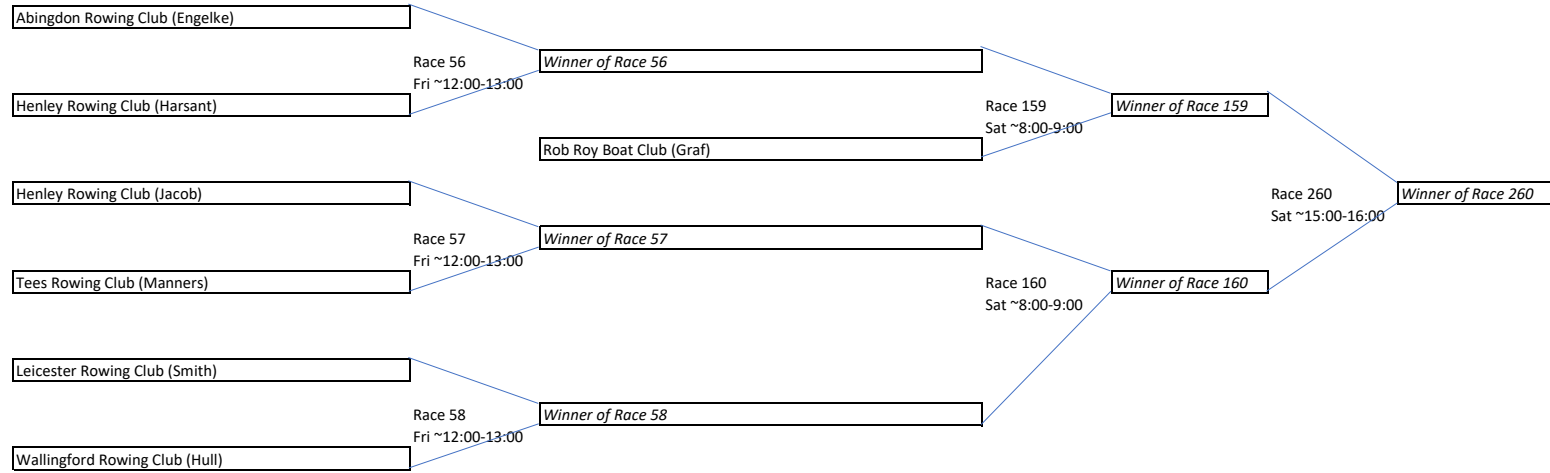 Abingdon Rowing Club (Engelke)
Race 56
Fri ~12:00-13:00
Winner of Race 56
Henley Rowing Club (Harsant)
Race 159
Sat ~8:00-9:00
Winner of Race 159
Rob Roy Boat Club (Graf)
Henley Rowing Club (Jacob)
Race 260
Sat ~15:00-16:00
Winner of Race 260
Race 57
Fri ~12:00-13:00
Winner of Race 57
Tees Rowing Club (Manners)
Race 160
Sat ~8:00-9:00
Winner of Race 160
Leicester Rowing Club (Smith)
Race 58
Fri ~12:00-13:00
Winner of Race 58
Wallingford Rowing Club (Hull)